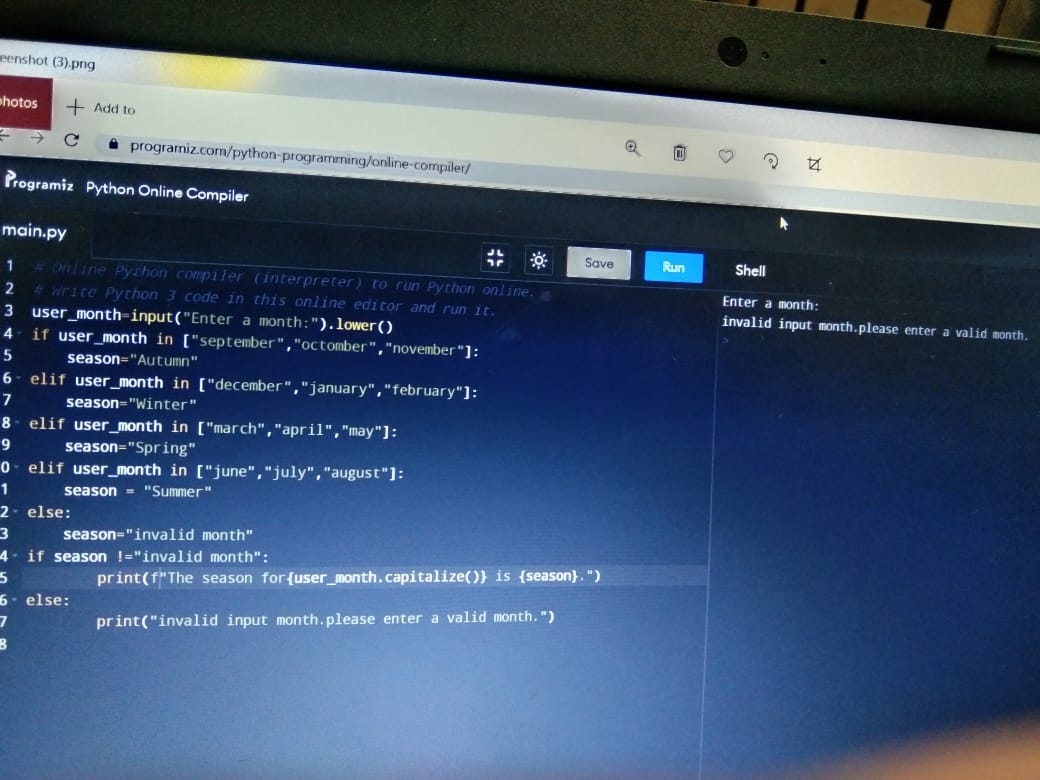 eenshot (3).png
hotos
Add to
programiz.com/python-programming/online-compiler/
Programiz Python Online Compiler
main.py
Save
Run
Shell
1 # Online Python compiler (interpreter) to run Python online.
2 # Write Python 3 code in this online editor and run it.
3 user_month=input("Enter a month:").lower()
4 if user_month in ["september","octomber","november"]:
5 season="Autumn"
6 elif user_month in ["december","january","february"]:
7 season="Winter"
8 elif user_month in ["march","april","may"]:
9 season="Spring"
0 elif user_month in ["june","july","august"]:
1 season = "Summer"
2 else:
3 season="invalid month"
4 if season !="invalid month":
5 print(f"The season for{user_month.capitalize()} is {season}.")
6 else:
7 print("invalid input month.please enter a valid month.")
8
Enter a month:
invalid input month.please enter a valid month.
>